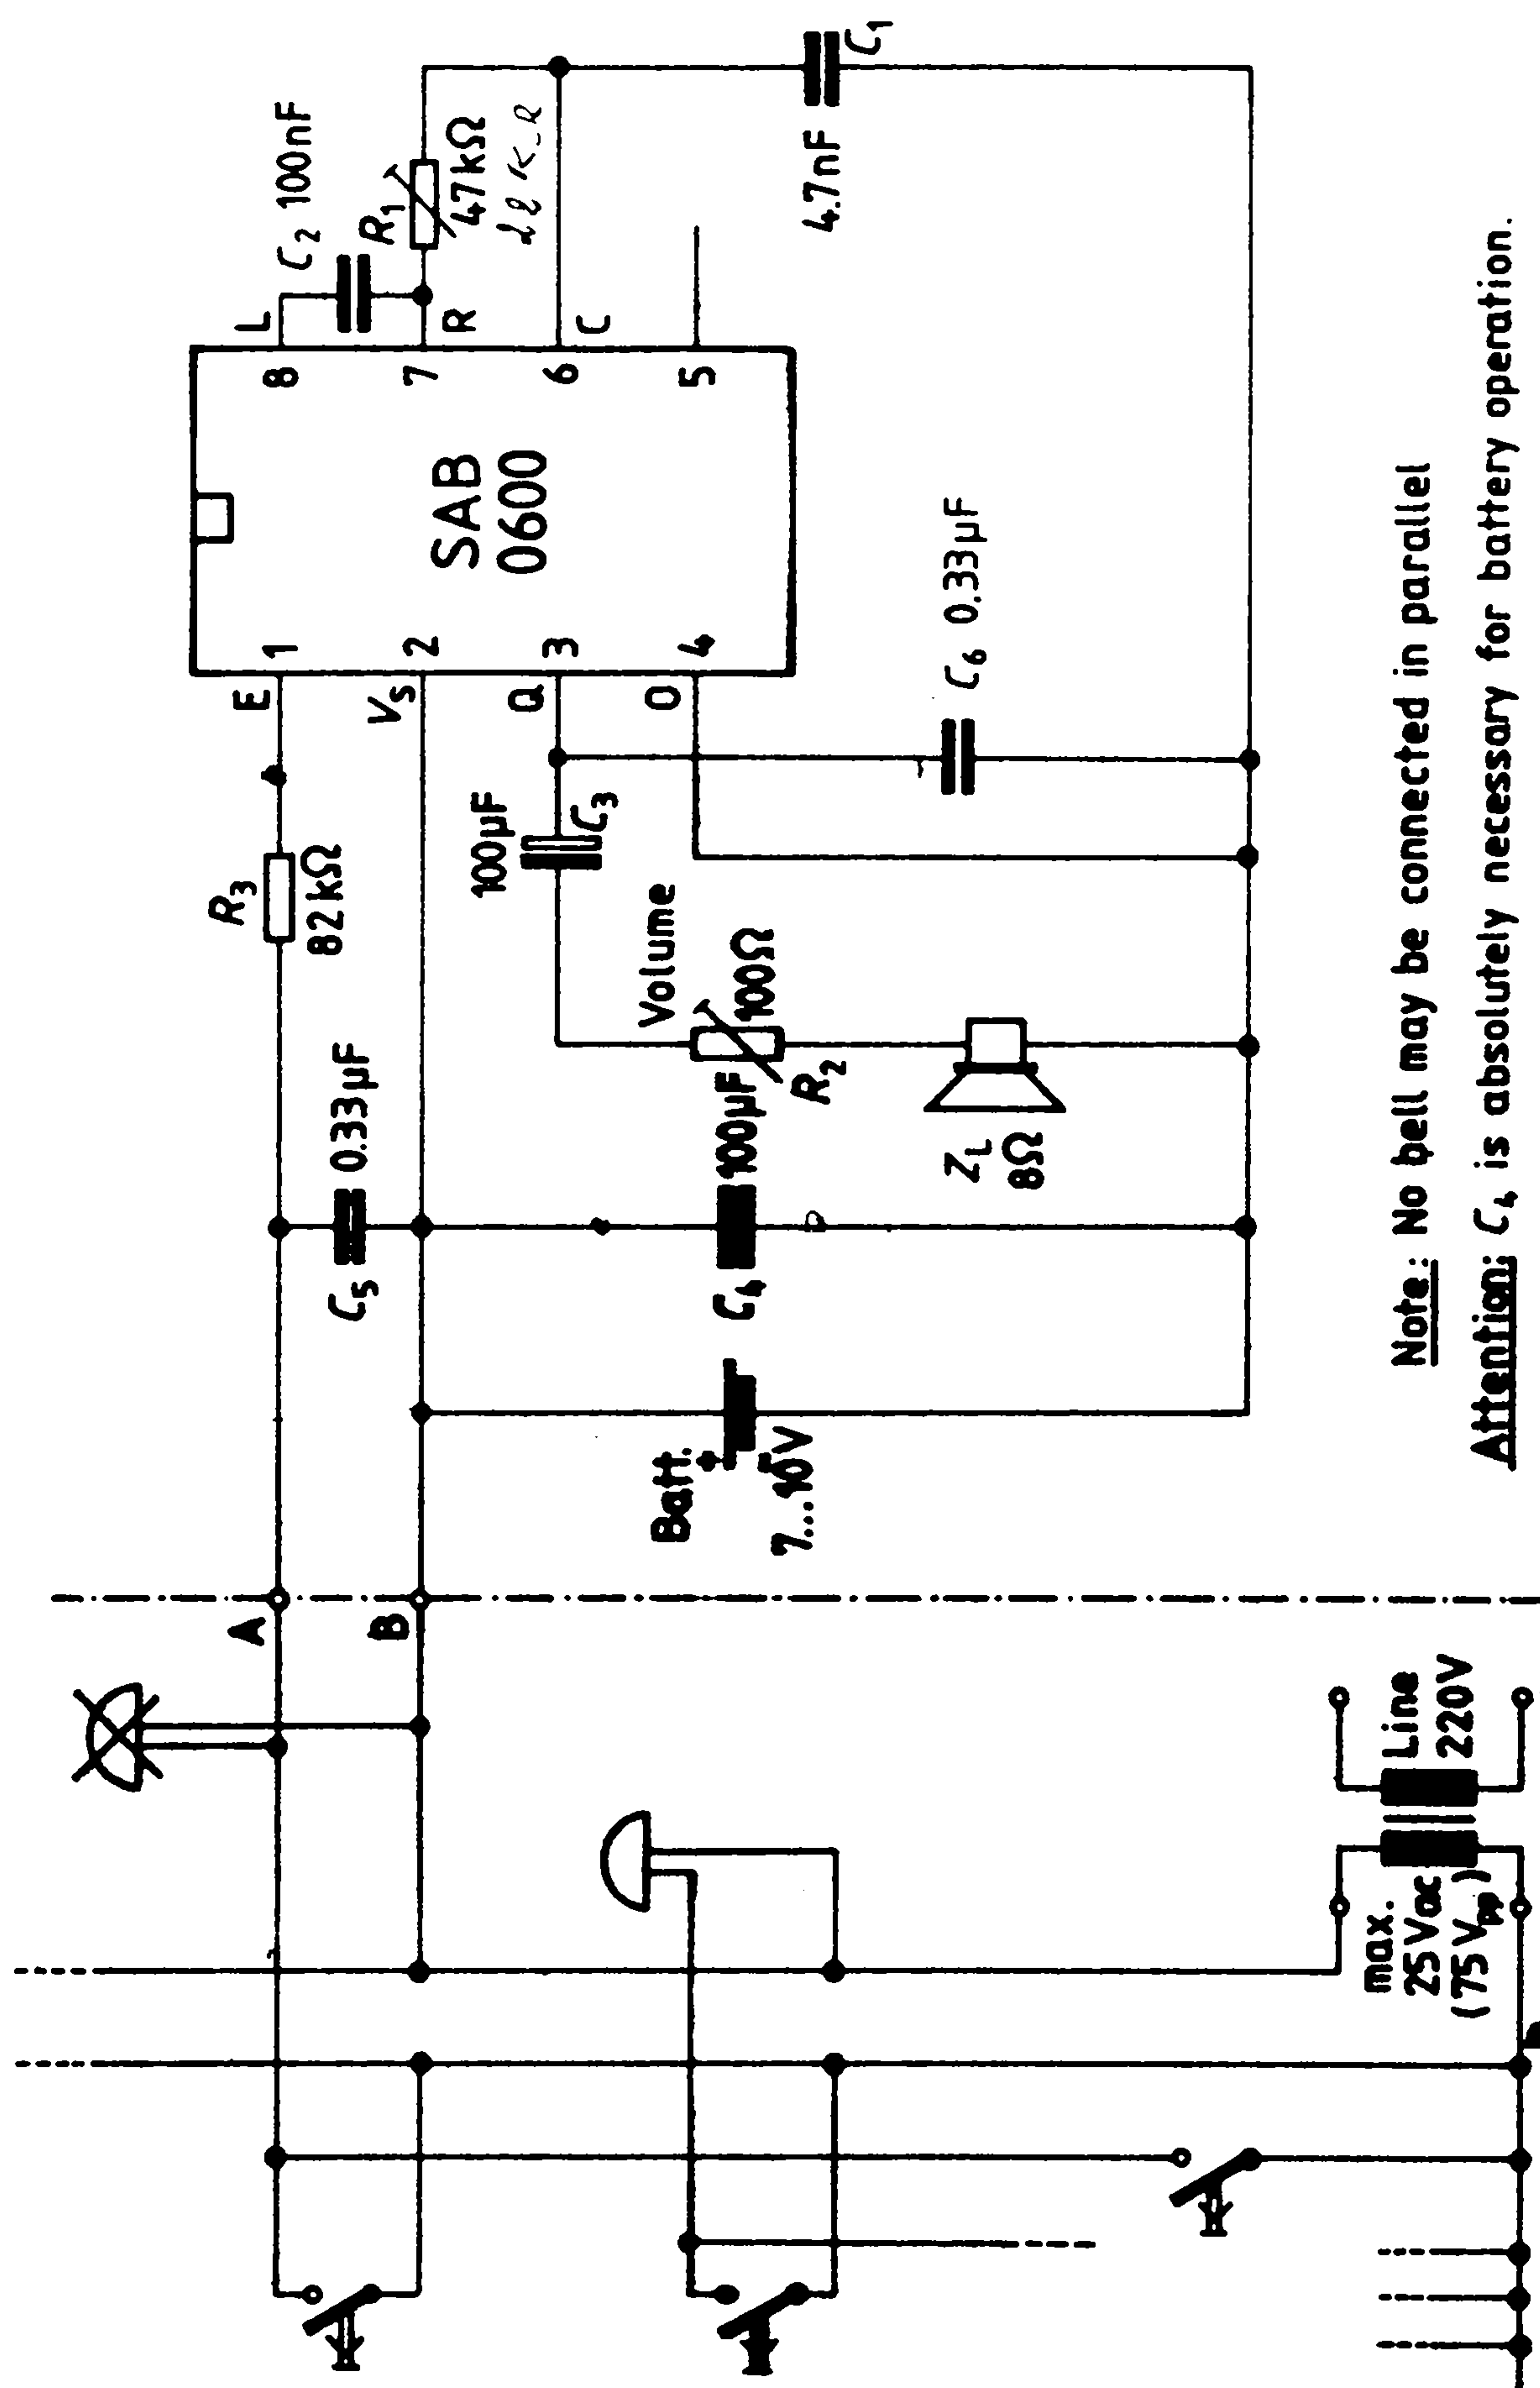 C₂ 100nF
L
R₁
47kΩ
R
C
4.7nF C₁
8
7
6
5
SAB
0600
1
2
3
4
E
Vs
Q
O
C₆ 0.33µF
R₃
82kΩ
100µF
C₃
Volume
100Ω
R₂
0.33µF
C₅
100µF
C₄
Z_L
8Ω
Batt.
+
-
7...10V
A
B
Line
220V
max.
25Vac
(75Vpp)
Note: No bell may be connected in parallel
Attention: C₄ is absolutely necessary for battery operation.